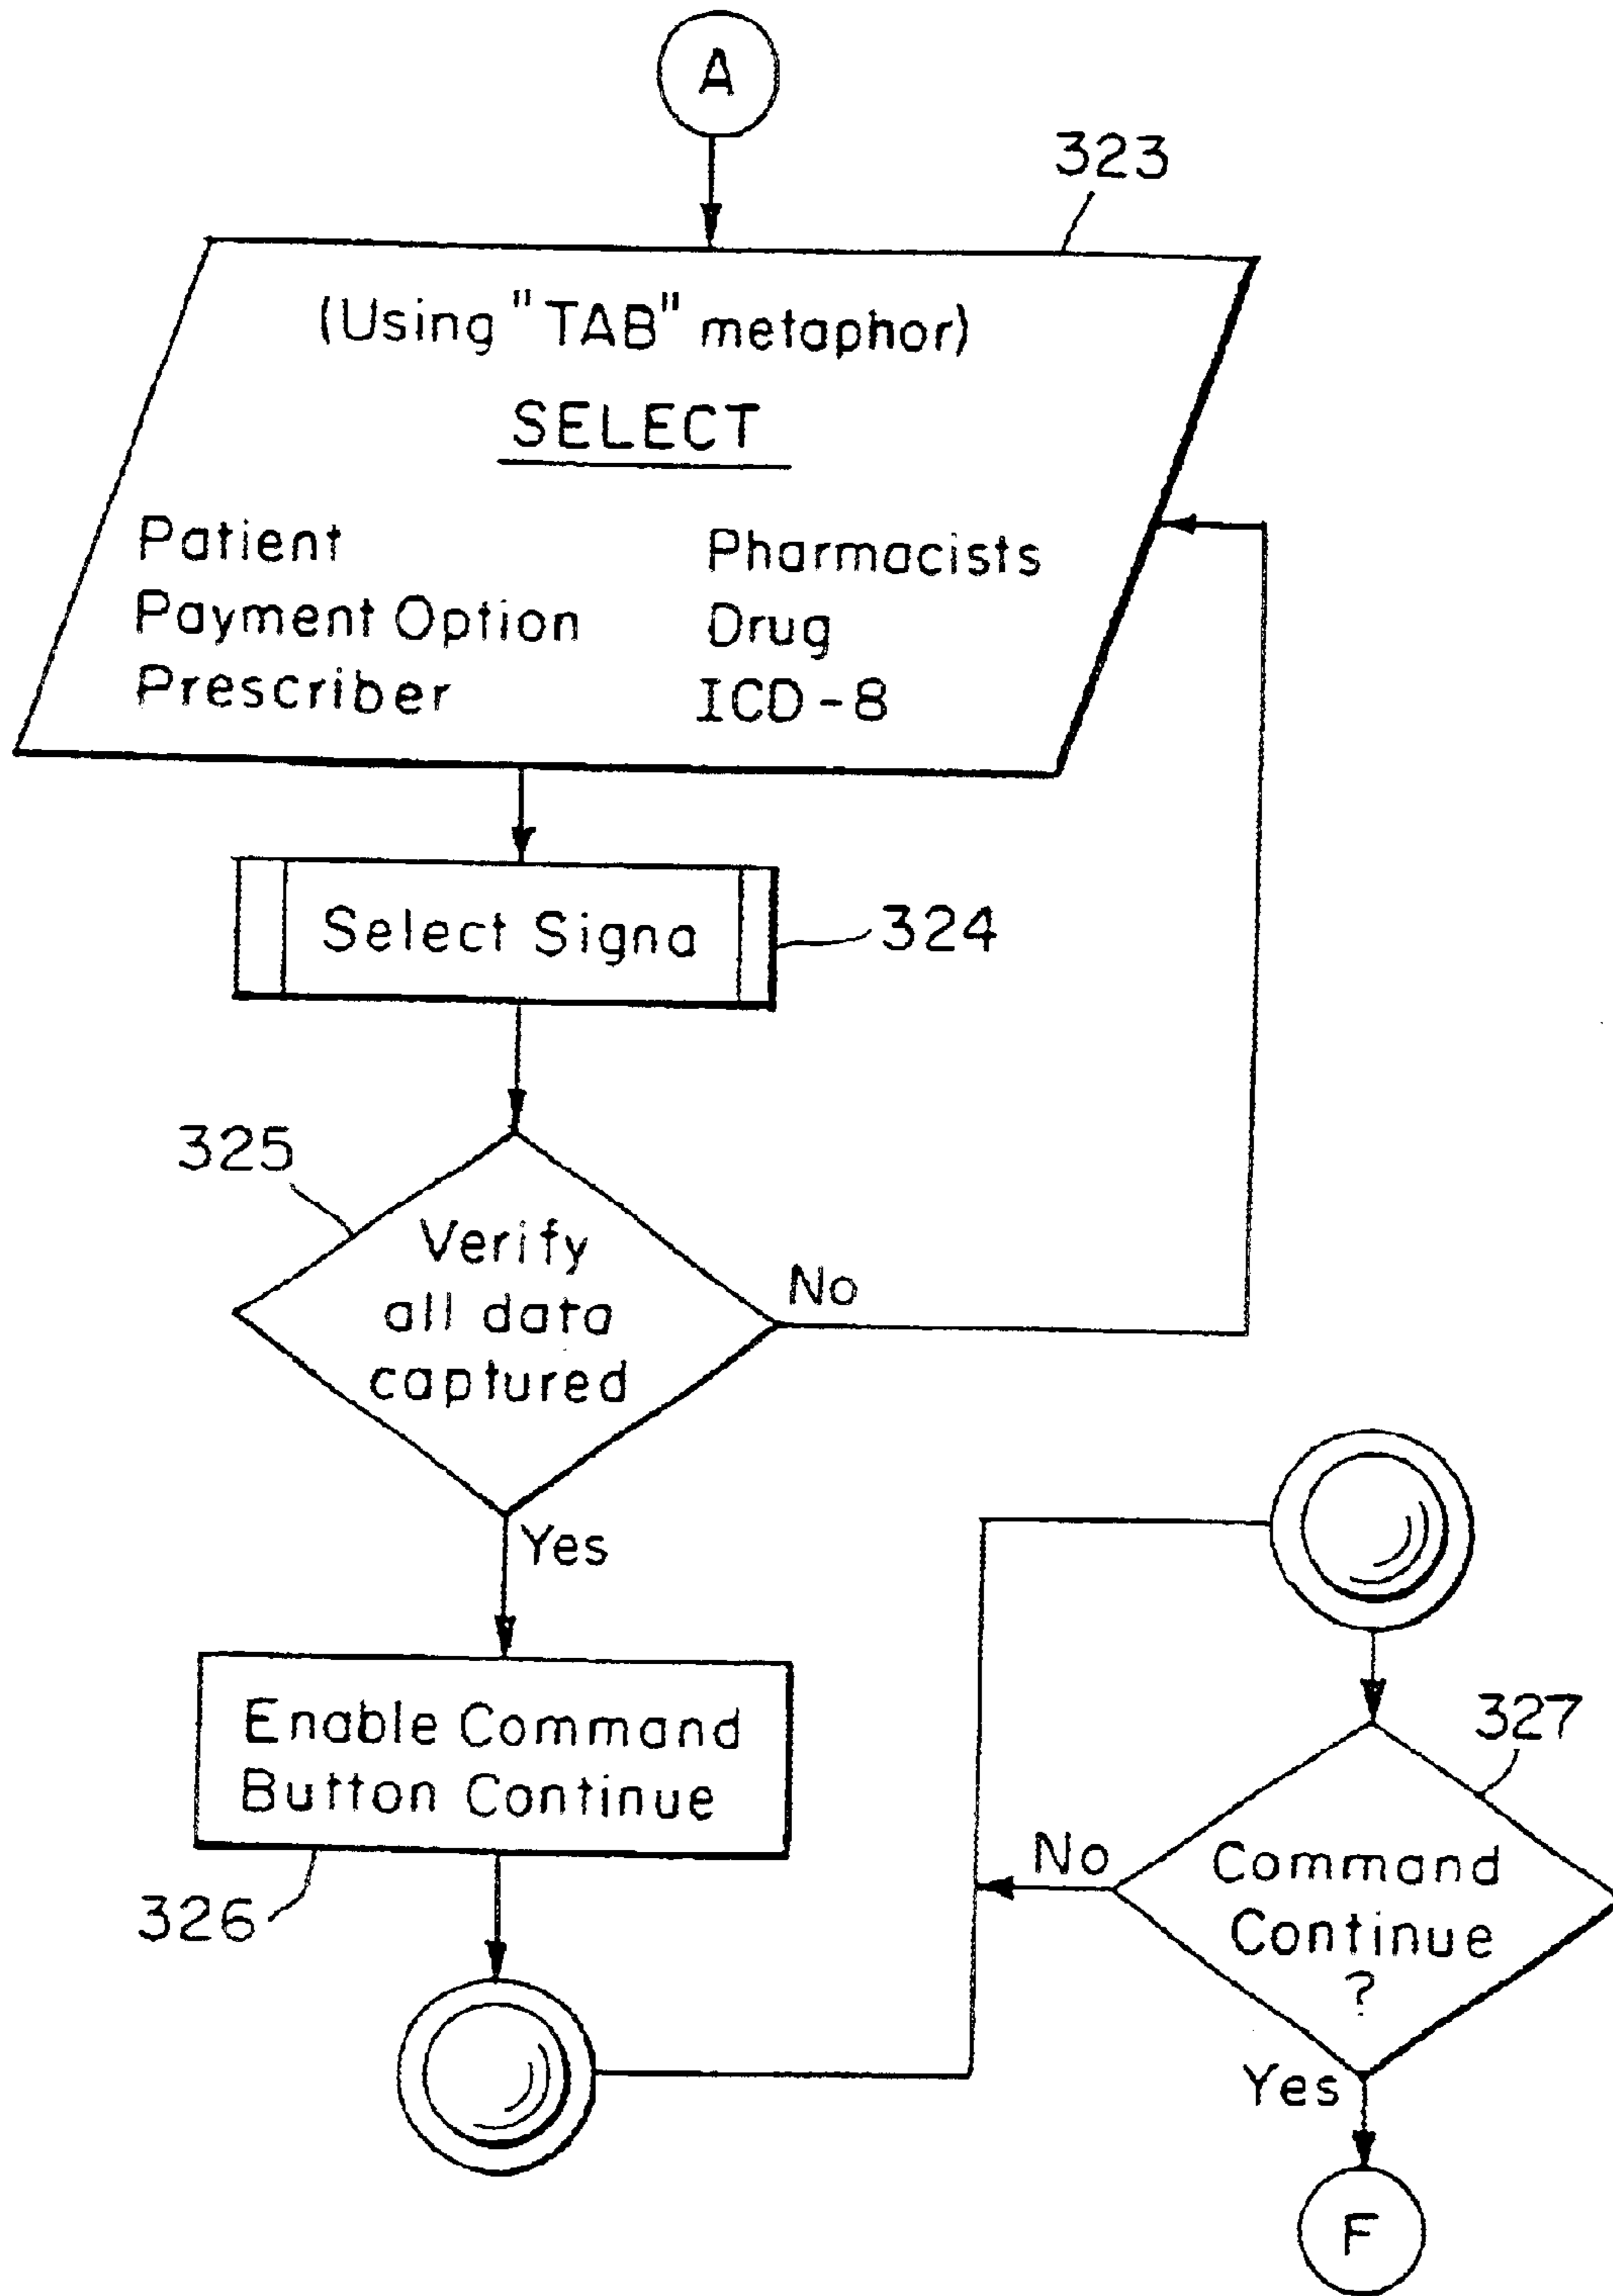 A
323
(Using "TAB" metaphor)
SELECT
Patient
Payment Option
Prescriber
Pharmacists
Drug
ICD-8
Select Signa
324
325
Verify
all data
captured
No
Yes
Enable Command
Button Continue
326
327
No
Command
Continue
?
Yes
F